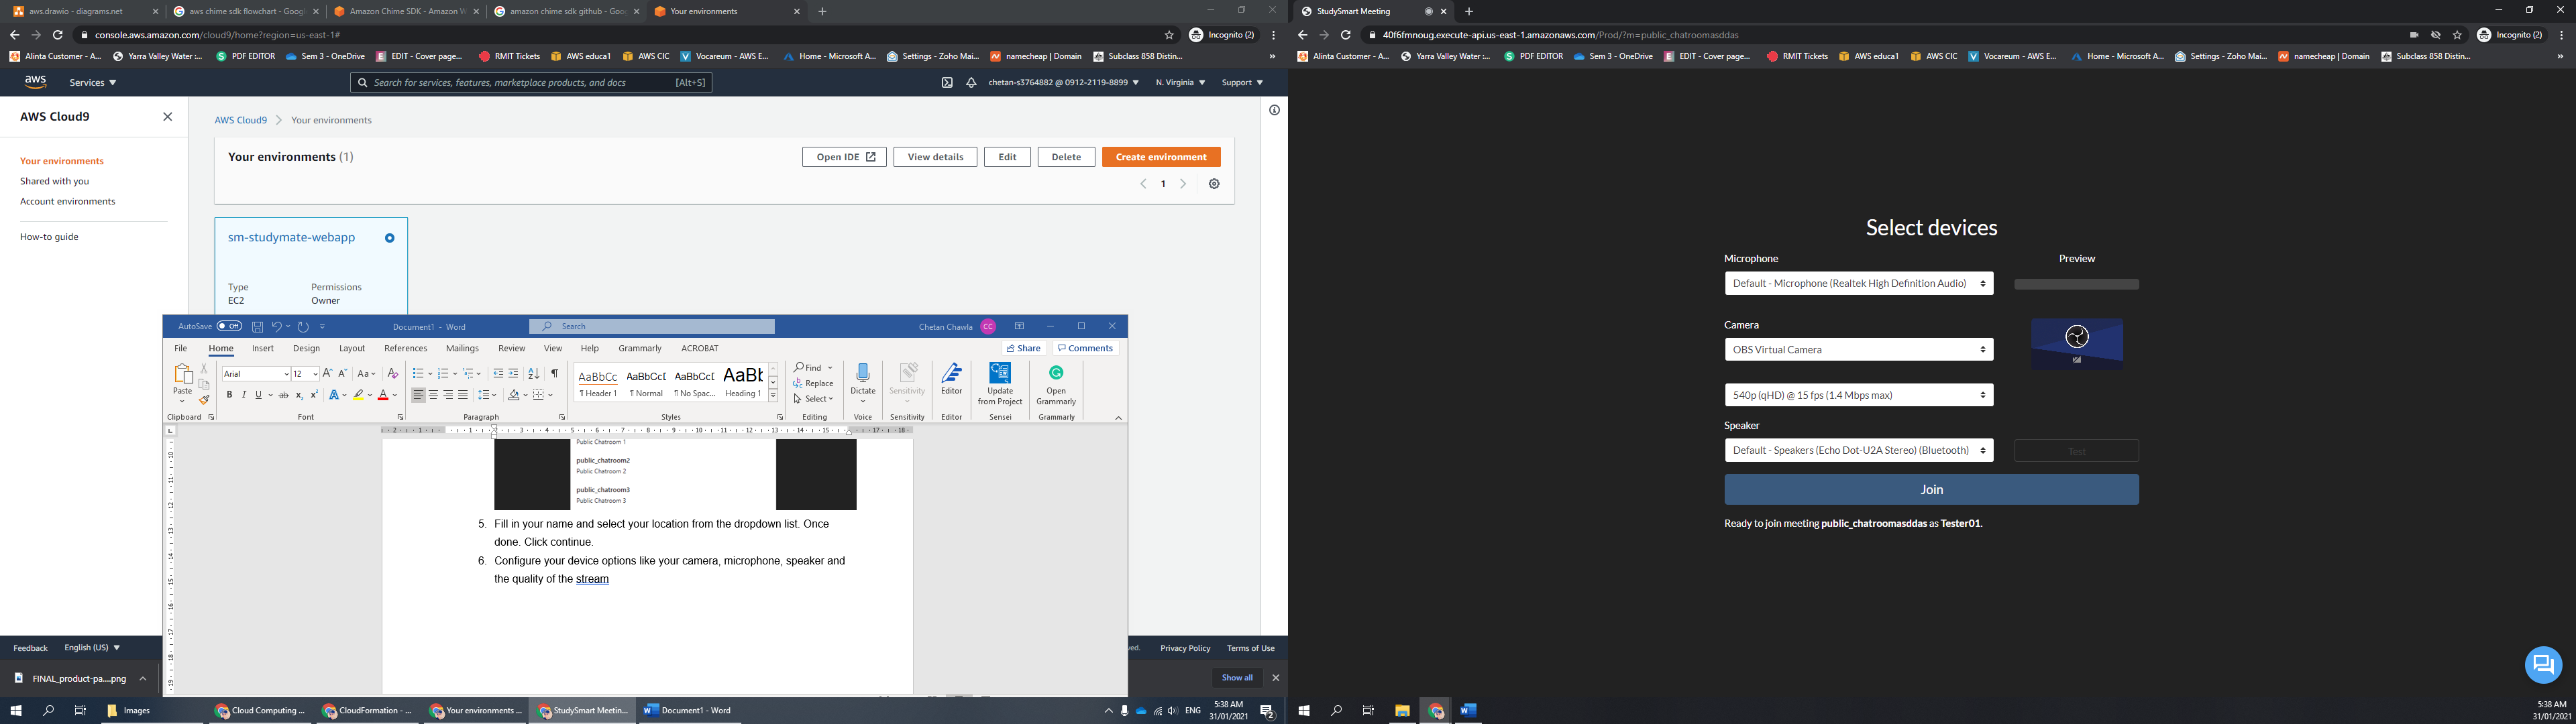 aws.drawio - diagrams.net
aws chime sdk flowchart - Googl
Amazon Chime SDK - Amazon W
amazon chime sdk github - Goo
Your environments
console.aws.amazon.com/cloud9/home?region=us-east-1#
Incognito (2)
Alinta Customer - A...
Yarra Valley Water :...
PDF EDITOR
Sem 3 - OneDrive
EDIT - Cover page...
RMIT Tickets
AWS educa1
AWS CIC
Vocareum - AWS E...
Home - Microsoft A...
Settings - Zoho Mai...
namecheap | Domain
Subclass 858 Distin...
aws
Services
Search for services, features, marketplace products, and docs
[Alt+S]
chetan-s3764882 @ 0912-2119-8899
N. Virginia
Support
AWS Cloud9
Your environments
Shared with you
Account environments
How-to guide
AWS Cloud9 > Your environments
Your environments (1)
Open IDE
View details
Edit
Delete
Create environment
1
sm-studymate-webapp
Type
EC2
Permissions
Owner
AutoSave Off
Document1 - Word
Search
Chetan Chawla
CC
File
Home
Insert
Design
Layout
References
Mailings
Review
View
Help
Grammarly
ACROBAT
Share
Comments
Paste
Arial
12
Find
Replace
Select
Dictate
Sensitivity
Editor
Update from Project
Open Grammarly
AaBbCc
AaBbCcD
AaBbCcD
AaBb
¶ Header 1
¶ Normal
¶ No Spac...
Heading 1
Clipboard
Font
Paragraph
Styles
Editing
Voice
Sensitivity
Editor
Sensei
Grammarly
Public Chatroom 1
public_chatroom2
Public Chatroom 2
public_chatroom3
Public Chatroom 3
5. Fill in your name and select your location from the dropdown list. Once
done. Click continue.
6. Configure your device options like your camera, microphone, speaker and
the quality of the stream
Feedback
English (US)
Privacy Policy
Terms of Use
FINAL_product-pa....png
Show all
Images
Cloud Computing ...
CloudFormation - ...
Your environments ...
StudySmart Meetin...
Document1 - Word
ENG
5:38 AM
31/01/2021
2
StudySmart Meeting
40f6fmnoug.execute-api.us-east-1.amazonaws.com/Prod/?m=public_chatroomasddas
Incognito (2)
Alinta Customer - A...
Yarra Valley Water :...
PDF EDITOR
Sem 3 - OneDrive
EDIT - Cover page...
RMIT Tickets
AWS educa1
AWS CIC
Vocareum - AWS E...
Home - Microsoft A...
Settings - Zoho Mai...
namecheap | Domain
Subclass 858 Distin...
Select devices
Microphone
Preview
Default - Microphone (Realtek High Definition Audio)
Camera
OBS Virtual Camera
540p (qHD) @ 15 fps (1.4 Mbps max)
Speaker
Default - Speakers (Echo Dot-U2A Stereo) (Bluetooth)
Test
Join
Ready to join meeting public_chatroomasddas as Tester01.
5:38 AM
31/01/2021